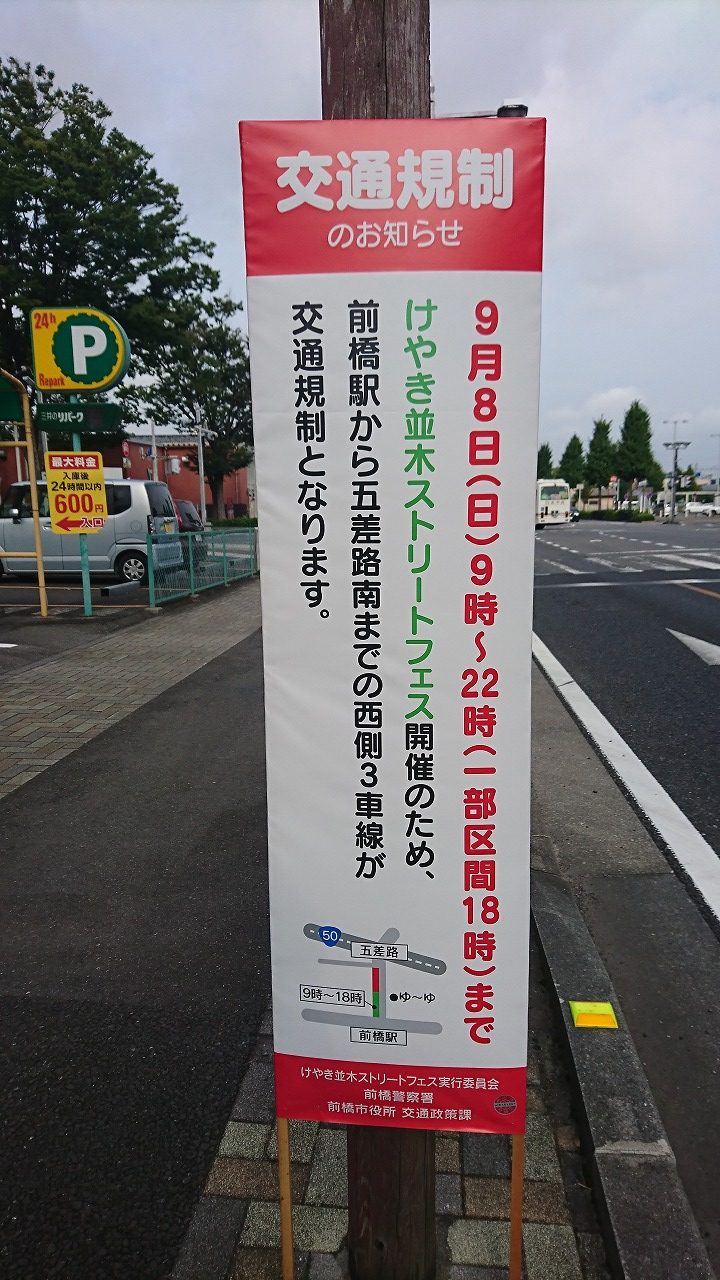 交通規制
のお知らせ
9月8日(日)9時～22時(一部区間18時)まで
けやき並木ストリートフェス開催のため、
前橋駅から五差路南までの西側3車線が
交通規制となります。
50
五差路
9時～18時
●ゆ～ゆ
前橋駅
けやき並木ストリートフェス実行委員会
前橋警察署
前橋市役所 交通政策課
24h
P
Repark
三井のリパーク
最大料金
入庫後
24時間以内
600円
←入口